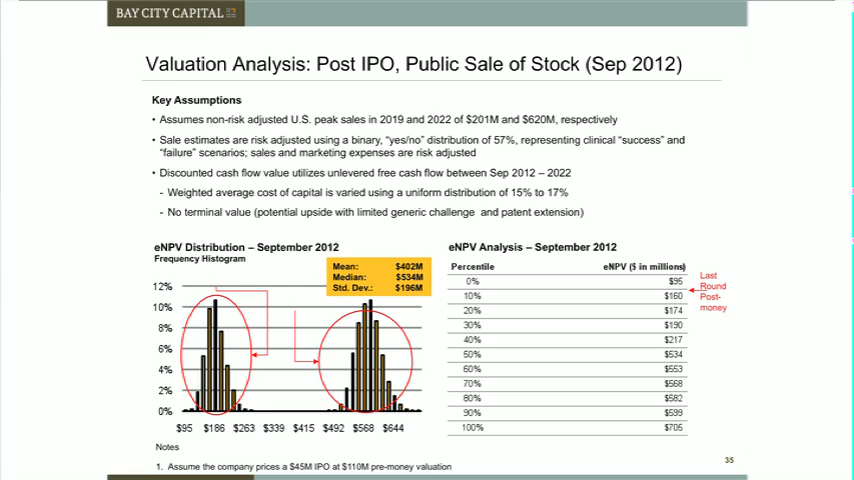 BAY CITY CAPITAL
Valuation Analysis: Post IPO, Public Sale of Stock (Sep 2012)
Key Assumptions
• Assumes non-risk adjusted U.S. peak sales in 2019 and 2022 of $201M and $620M, respectively
• Sale estimates are risk adjusted using a binary, “yes/no” distribution of 57%, representing clinical “success” and
“failure” scenarios; sales and marketing expenses are risk adjusted
• Discounted cash flow value utilizes unlevered free cash flow between Sep 2012 – 2022
- Weighted average cost of capital is varied using a uniform distribution of 15% to 17%
- No terminal value (potential upside with limited generic challenge and patent extension)
eNPV Distribution – September 2012
Frequency Histogram
Mean: $402M
Median: $534M
Std. Dev.: $196M
12%
10%
8%
6%
4%
2%
0%
$95 $186 $263 $339 $415 $492 $568 $644
eNPV Analysis – September 2012
Percentile eNPV ($ in millions)
0% $95
10% $160
20% $174
30% $190
40% $217
50% $534
60% $553
70% $568
80% $582
90% $599
100% $705
Last
Round
Post-
money
Notes
1. Assume the company prices a $45M IPO at $110M pre-money valuation
35